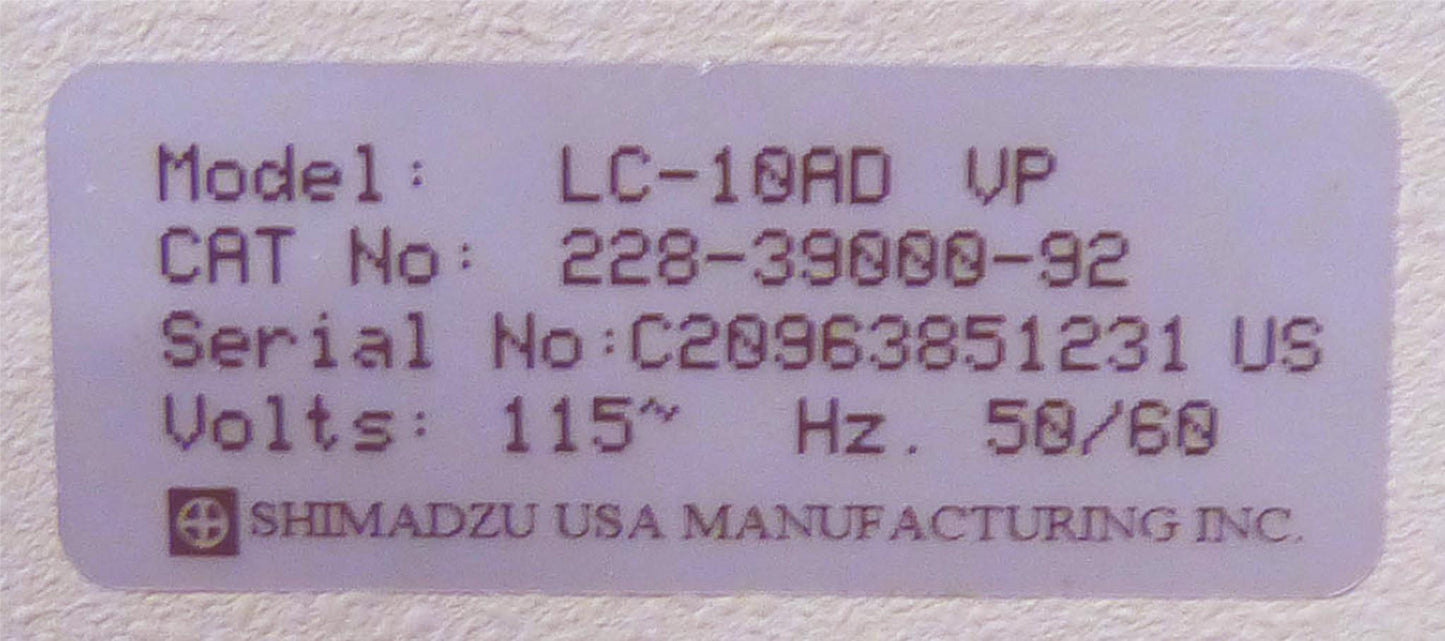 Model: LC-10AD VP
CAT No: 228-39000-92
Serial No:C20963851231 US
Volts: 115~ Hz. 50/60
SHIMADZU USA MANUFACTURING INC.